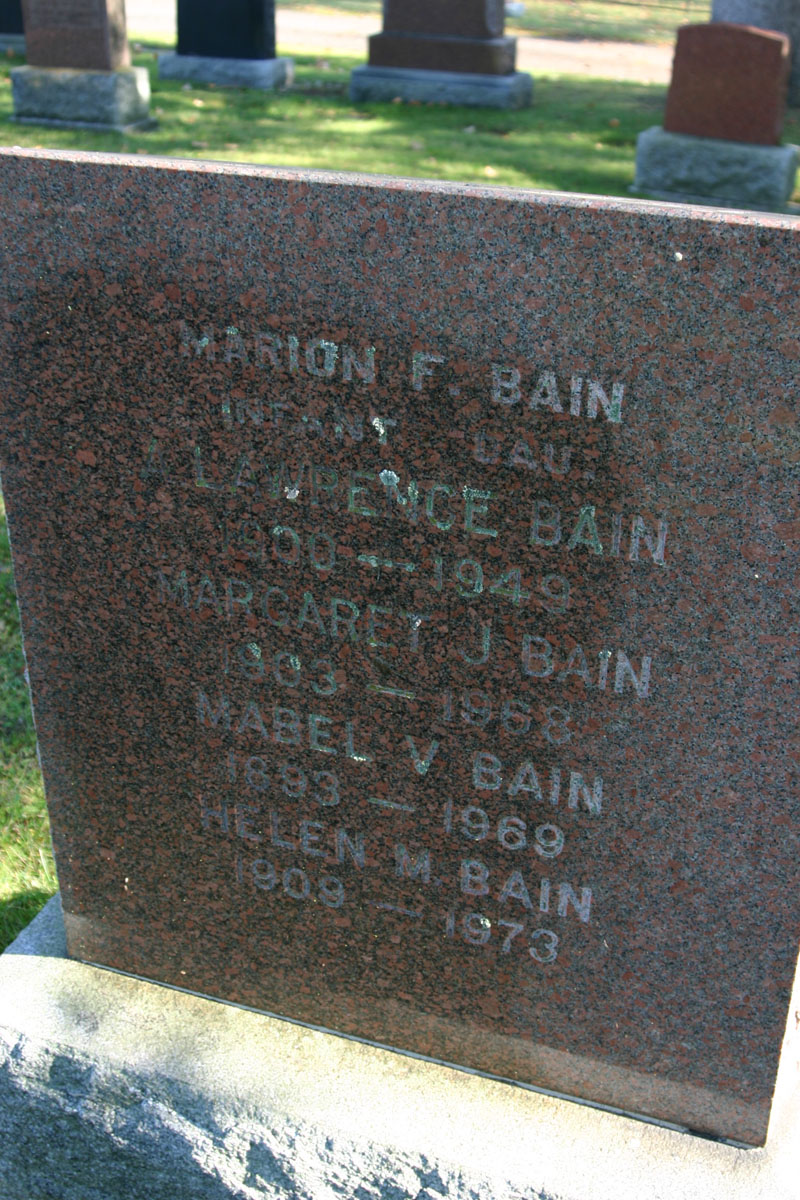 MARION F. BAIN
INFANT DAU.
J LAWRENCE BAIN
1900 — 1949
MARGARET J BAIN
1903 — 1968
MABEL V BAIN
1893 — 1969
HELEN M. BAIN
1909 — 1973